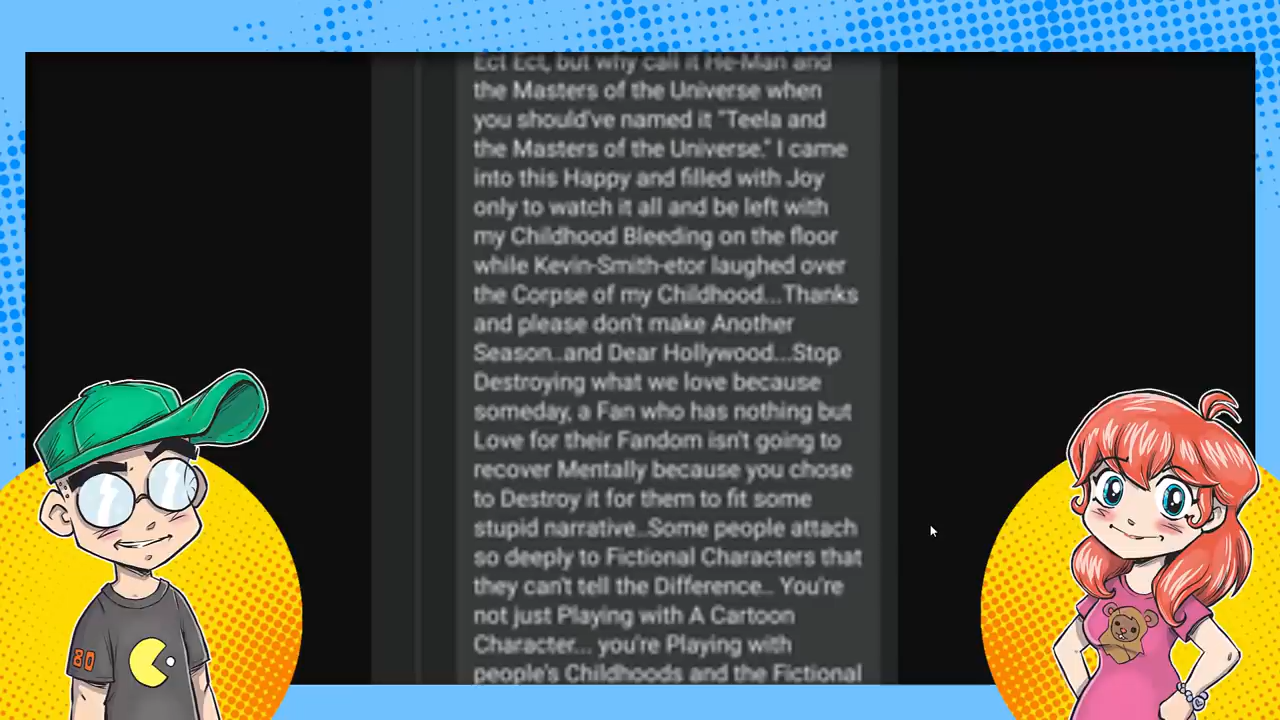 Ect Ect, but why call it He-Man and
the Masters of the Universe when
you should've named it "Teela and
the Masters of the Universe." I came
into this Happy and filled with Joy
only to watch it all and be left with
my Childhood Bleeding on the floor
while Kevin-Smith-etor laughed over
the Corpse of my Childhood...Thanks
and please don't make Another
Season..and Dear Hollywood...Stop
Destroying what we love because
someday, a Fan who has nothing but
Love for their Fandom isn't going to
recover Mentally because you chose
to Destroy it for them to fit some
stupid narrative..Some people attach
so deeply to Fictional Characters that
they can't tell the Difference.. You're
not just Playing with A Cartoon
Character... you're Playing with
people's Childhoods and the Fictional
80